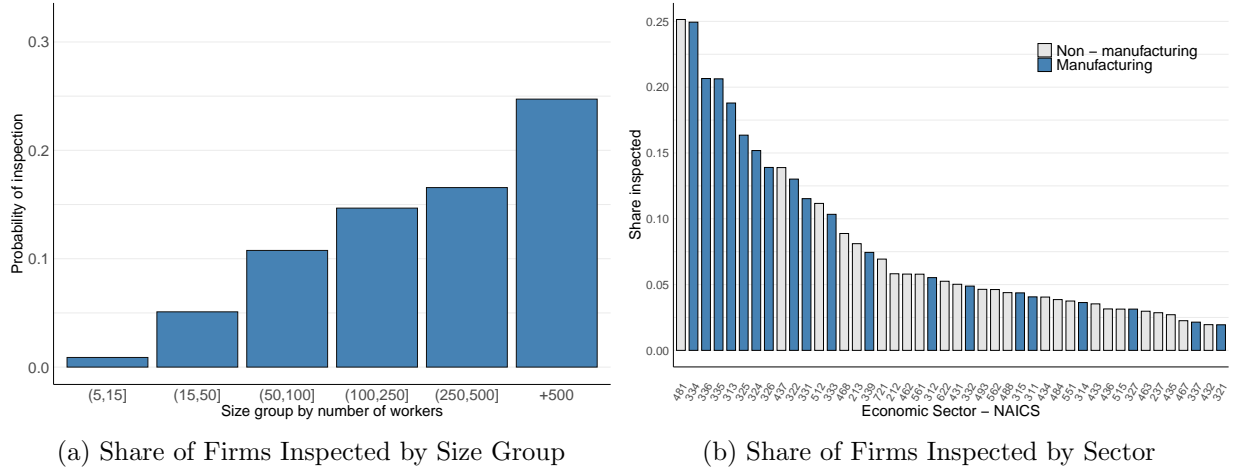 0.3
0.2
0.1
0.0
Probability of inspection
(5,15] (15,50] (50,100] (100,250] (250,500] +500
Size group by number of workers
(a) Share of Firms Inspected by Size Group
0.25
0.20
0.15
0.10
0.05
0.00
Share inspected
Non − manufacturing
Manufacturing
481 334 336 335 313 325 324 326 437 322 331 512 333 468 213 339 721 212 462 561 312 622 431 332 493 562 488 315 311 434 484 551 314 433 436 515 327 463 237 435 467 337 432 321
Economic Sector − NAICS
(b) Share of Firms Inspected by Sector